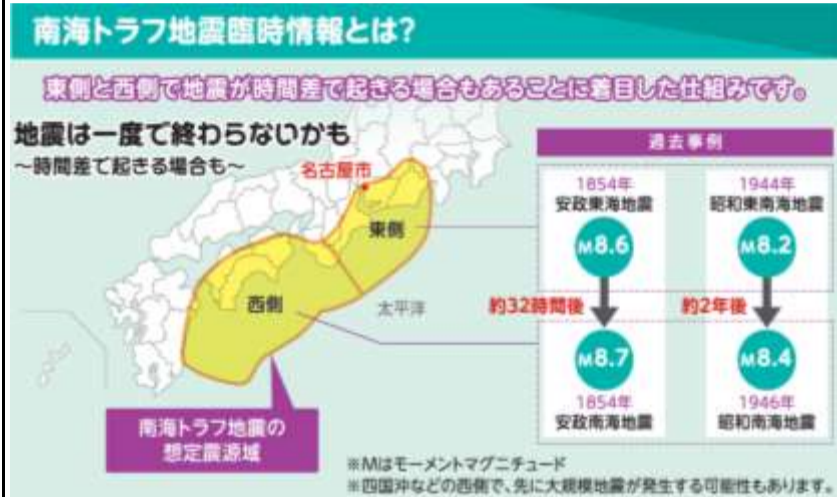 南海トラフ地震臨時情報とは?
東側と西側で地震が時間差で起きる場合もあることに着目した仕組みです。
地震は一度で終わらないかも
~時間差で起きる場合も~
名古屋市
東側
西側
太平洋
南海トラフ地震の
想定震源域
過去事例
1854年
安政東海地震
M8.6
約32時間後
M8.7
1854年
安政南海地震
1944年
昭和東南海地震
M8.2
約2年後
M8.4
1946年
昭和南海地震
※Mはモーメントマグニチュード
※四国沖などの西側で、先に大規模地震が発生する可能性もあります。